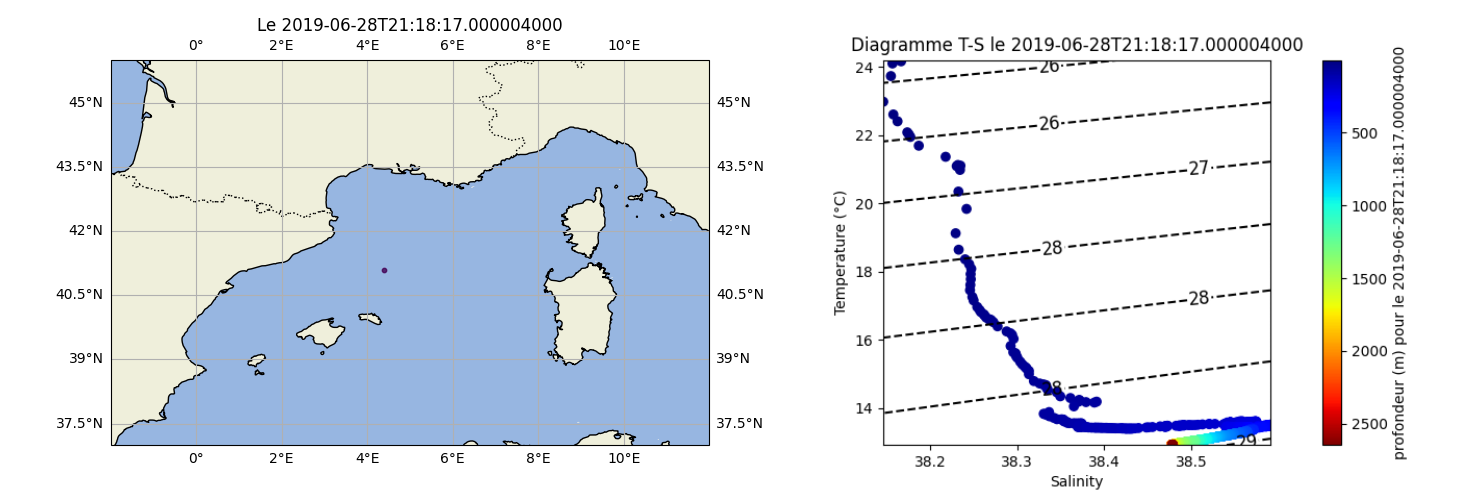 Le 2019-06-28T21:18:17.000004000
0° 2°E 4°E 6°E 8°E 10°E
45°N 45°N
43.5°N 43.5°N
42°N 42°N
40.5°N 40.5°N
39°N 39°N
37.5°N 37.5°N
0° 2°E 4°E 6°E 8°E 10°E
Diagramme T-S le 2019-06-28T21:18:17.000004000
24
22
20
18
16
14
Temperature (°C)
26
26
27
28
28
28
29
38.2 38.3 38.4 38.5
Salinity
500
1000
1500
2000
2500
profondeur (m) pour le 2019-06-28T21:18:17.000004000